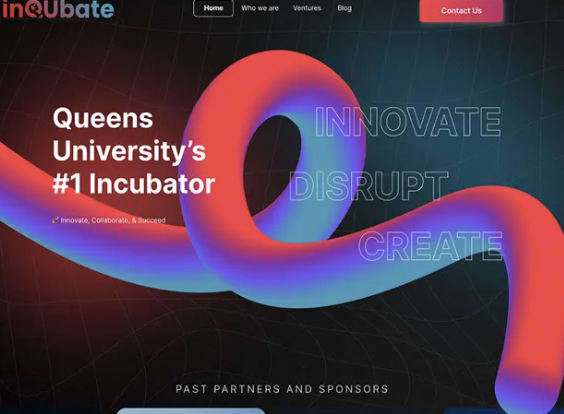 inQUbate
Home Who we are Ventures Blog
Contact Us
Queens
University's
#1 Incubator
Innovate, Collaborate, & Succeed
INNOVATE
DISRUPT
CREATE
PAST PARTNERS AND SPONSORS